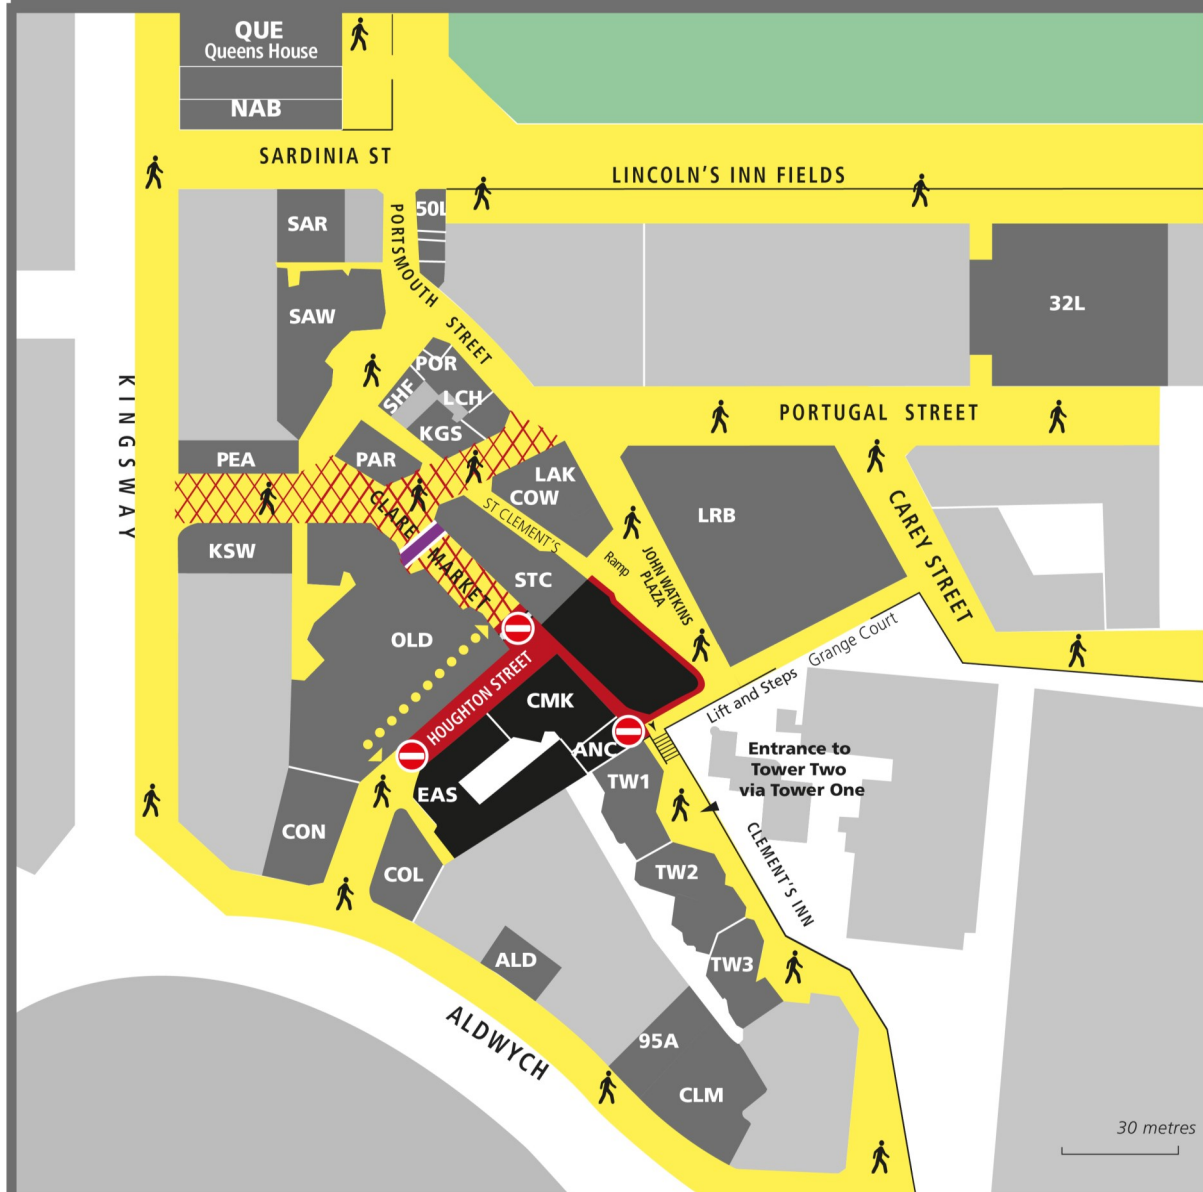 QUE
Queens House
NAB
SARDINIA ST
LINCOLN'S INN FIELDS
SAR
50L
PORTSMOUTH STREET
32L
SAW
POR
SHF
LCH
KINGSWAY
PORTUGAL STREET
KGS
PEA
PAR
LAK
COW
CLARE MARKET
ST CLEMENT'S
LRB
CAREY STREET
KSW
Ramp
JOHN WATKINS
PLAZA
STC
OLD
Grange Court
HOUGHTON STREET
Lift and Steps
CMK
ANC
Entrance to
Tower Two
via Tower One
TW1
EAS
CON
CLEMENT'S INN
COL
TW2
ALD
TW3
ALDWYCH
95A
CLM
30 metres